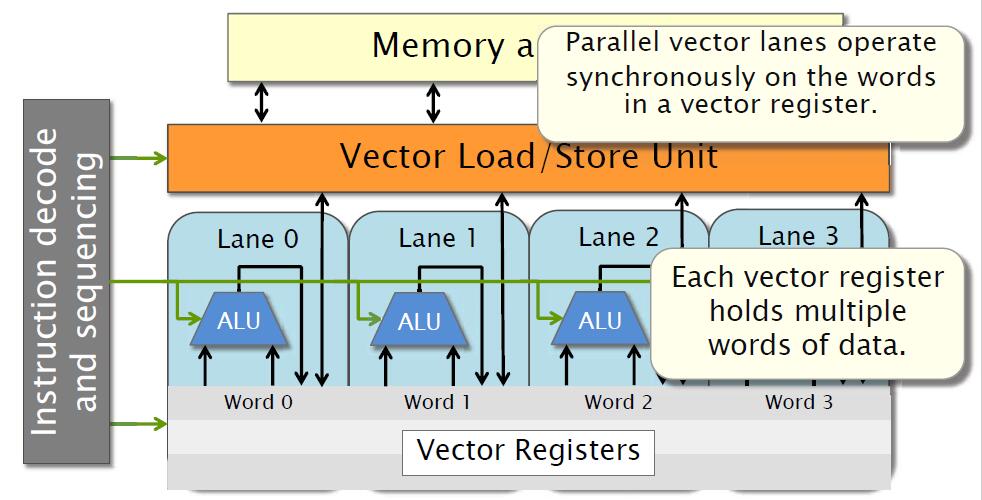 Memory a
Parallel vector lanes operate
synchronously on the words
in a vector register.
Vector Load/Store Unit
Instruction decode
and sequencing
Lane 0
Lane 1
Lane 2
Lane 3
Each vector register
holds multiple
words of data.
ALU
ALU
ALU
Word 0
Word 1
Word 2
Word 3
Vector Registers